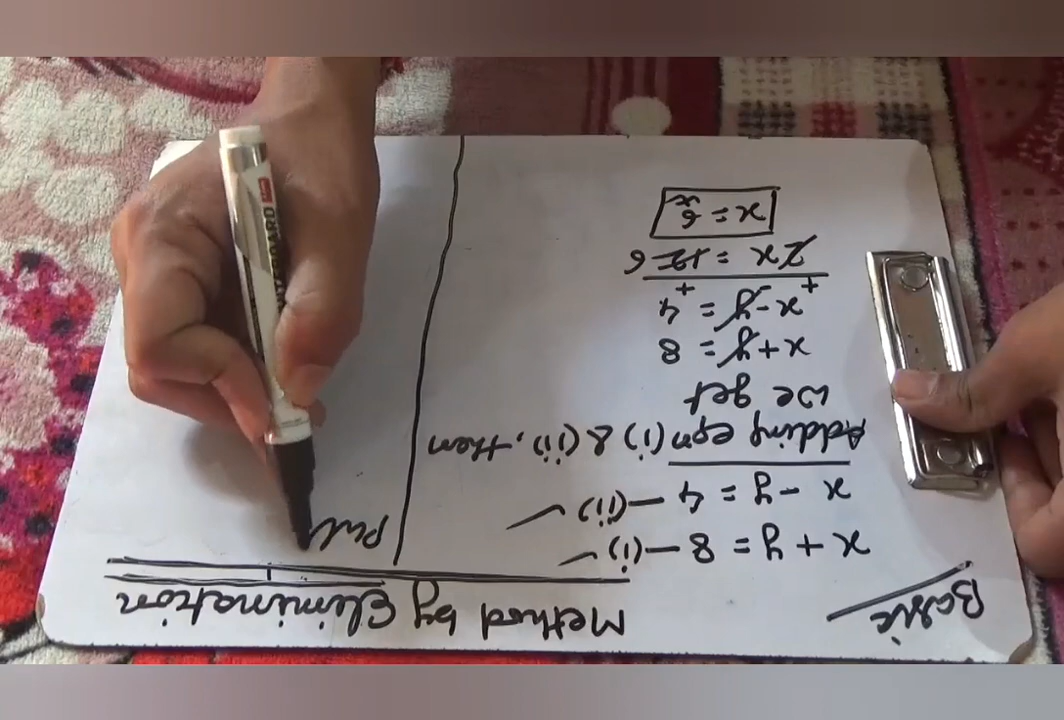 Basic
Method by Elimination
x + y = 8 —(i) ✓
x - y = 4 —(ii) ✓
Adding eqn (i) & (ii), then
we get
x + y = 8
x - y = 4
+ +
2x = 12 6
x = 6
Put